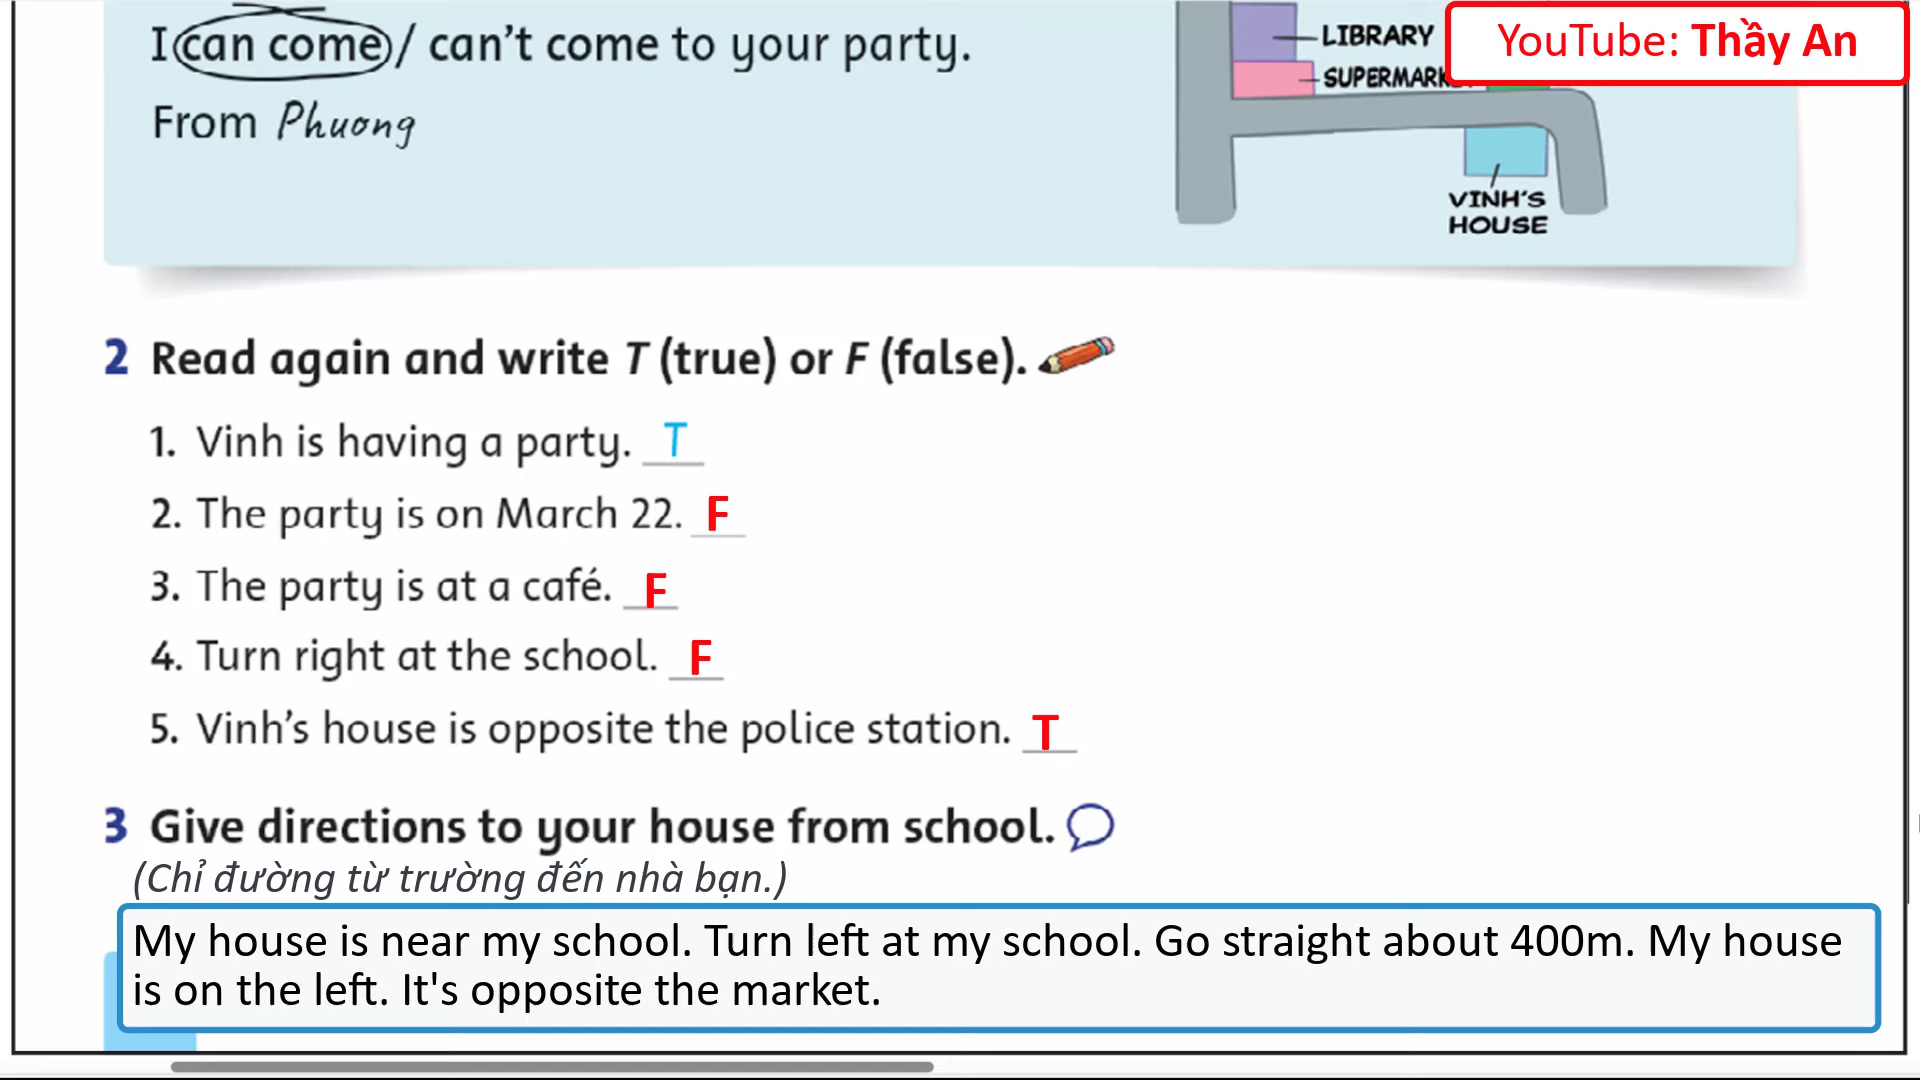 I can come / can't come to your party.
From Phuong
LIBRARY
SUPERMARK
VINH'S
HOUSE
YouTube: Thầy An
2 Read again and write T (true) or F (false).
1. Vinh is having a party. T
2. The party is on March 22. F
3. The party is at a café. F
4. Turn right at the school. F
5. Vinh's house is opposite the police station. T
3 Give directions to your house from school.
(Chỉ đường từ trường đến nhà bạn.)
My house is near my school. Turn left at my school. Go straight about 400m. My house
is on the left. It's opposite the market.